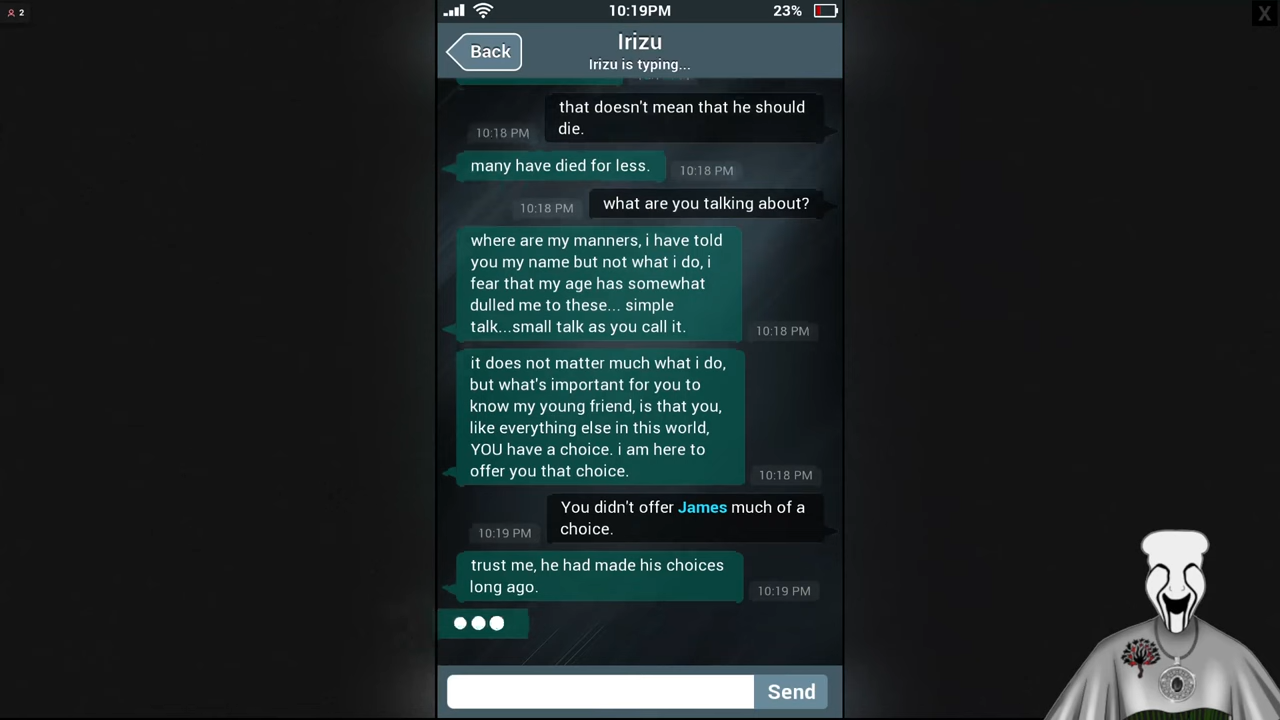 2
10:19PM
23%
X
Back
Irizu
Irizu is typing...
that doesn't mean that he should
die.
10:18 PM
many have died for less.
10:18 PM
what are you talking about?
10:18 PM
where are my manners, i have told
you my name but not what i do, i
fear that my age has somewhat
dulled me to these... simple
talk...small talk as you call it.
10:18 PM
it does not matter much what i do,
but what's important for you to
know my young friend, is that you,
like everything else in this world,
YOU have a choice. i am here to
offer you that choice.
10:18 PM
You didn't offer James much of a
choice.
10:19 PM
trust me, he had made his choices
long ago.
10:19 PM
Send